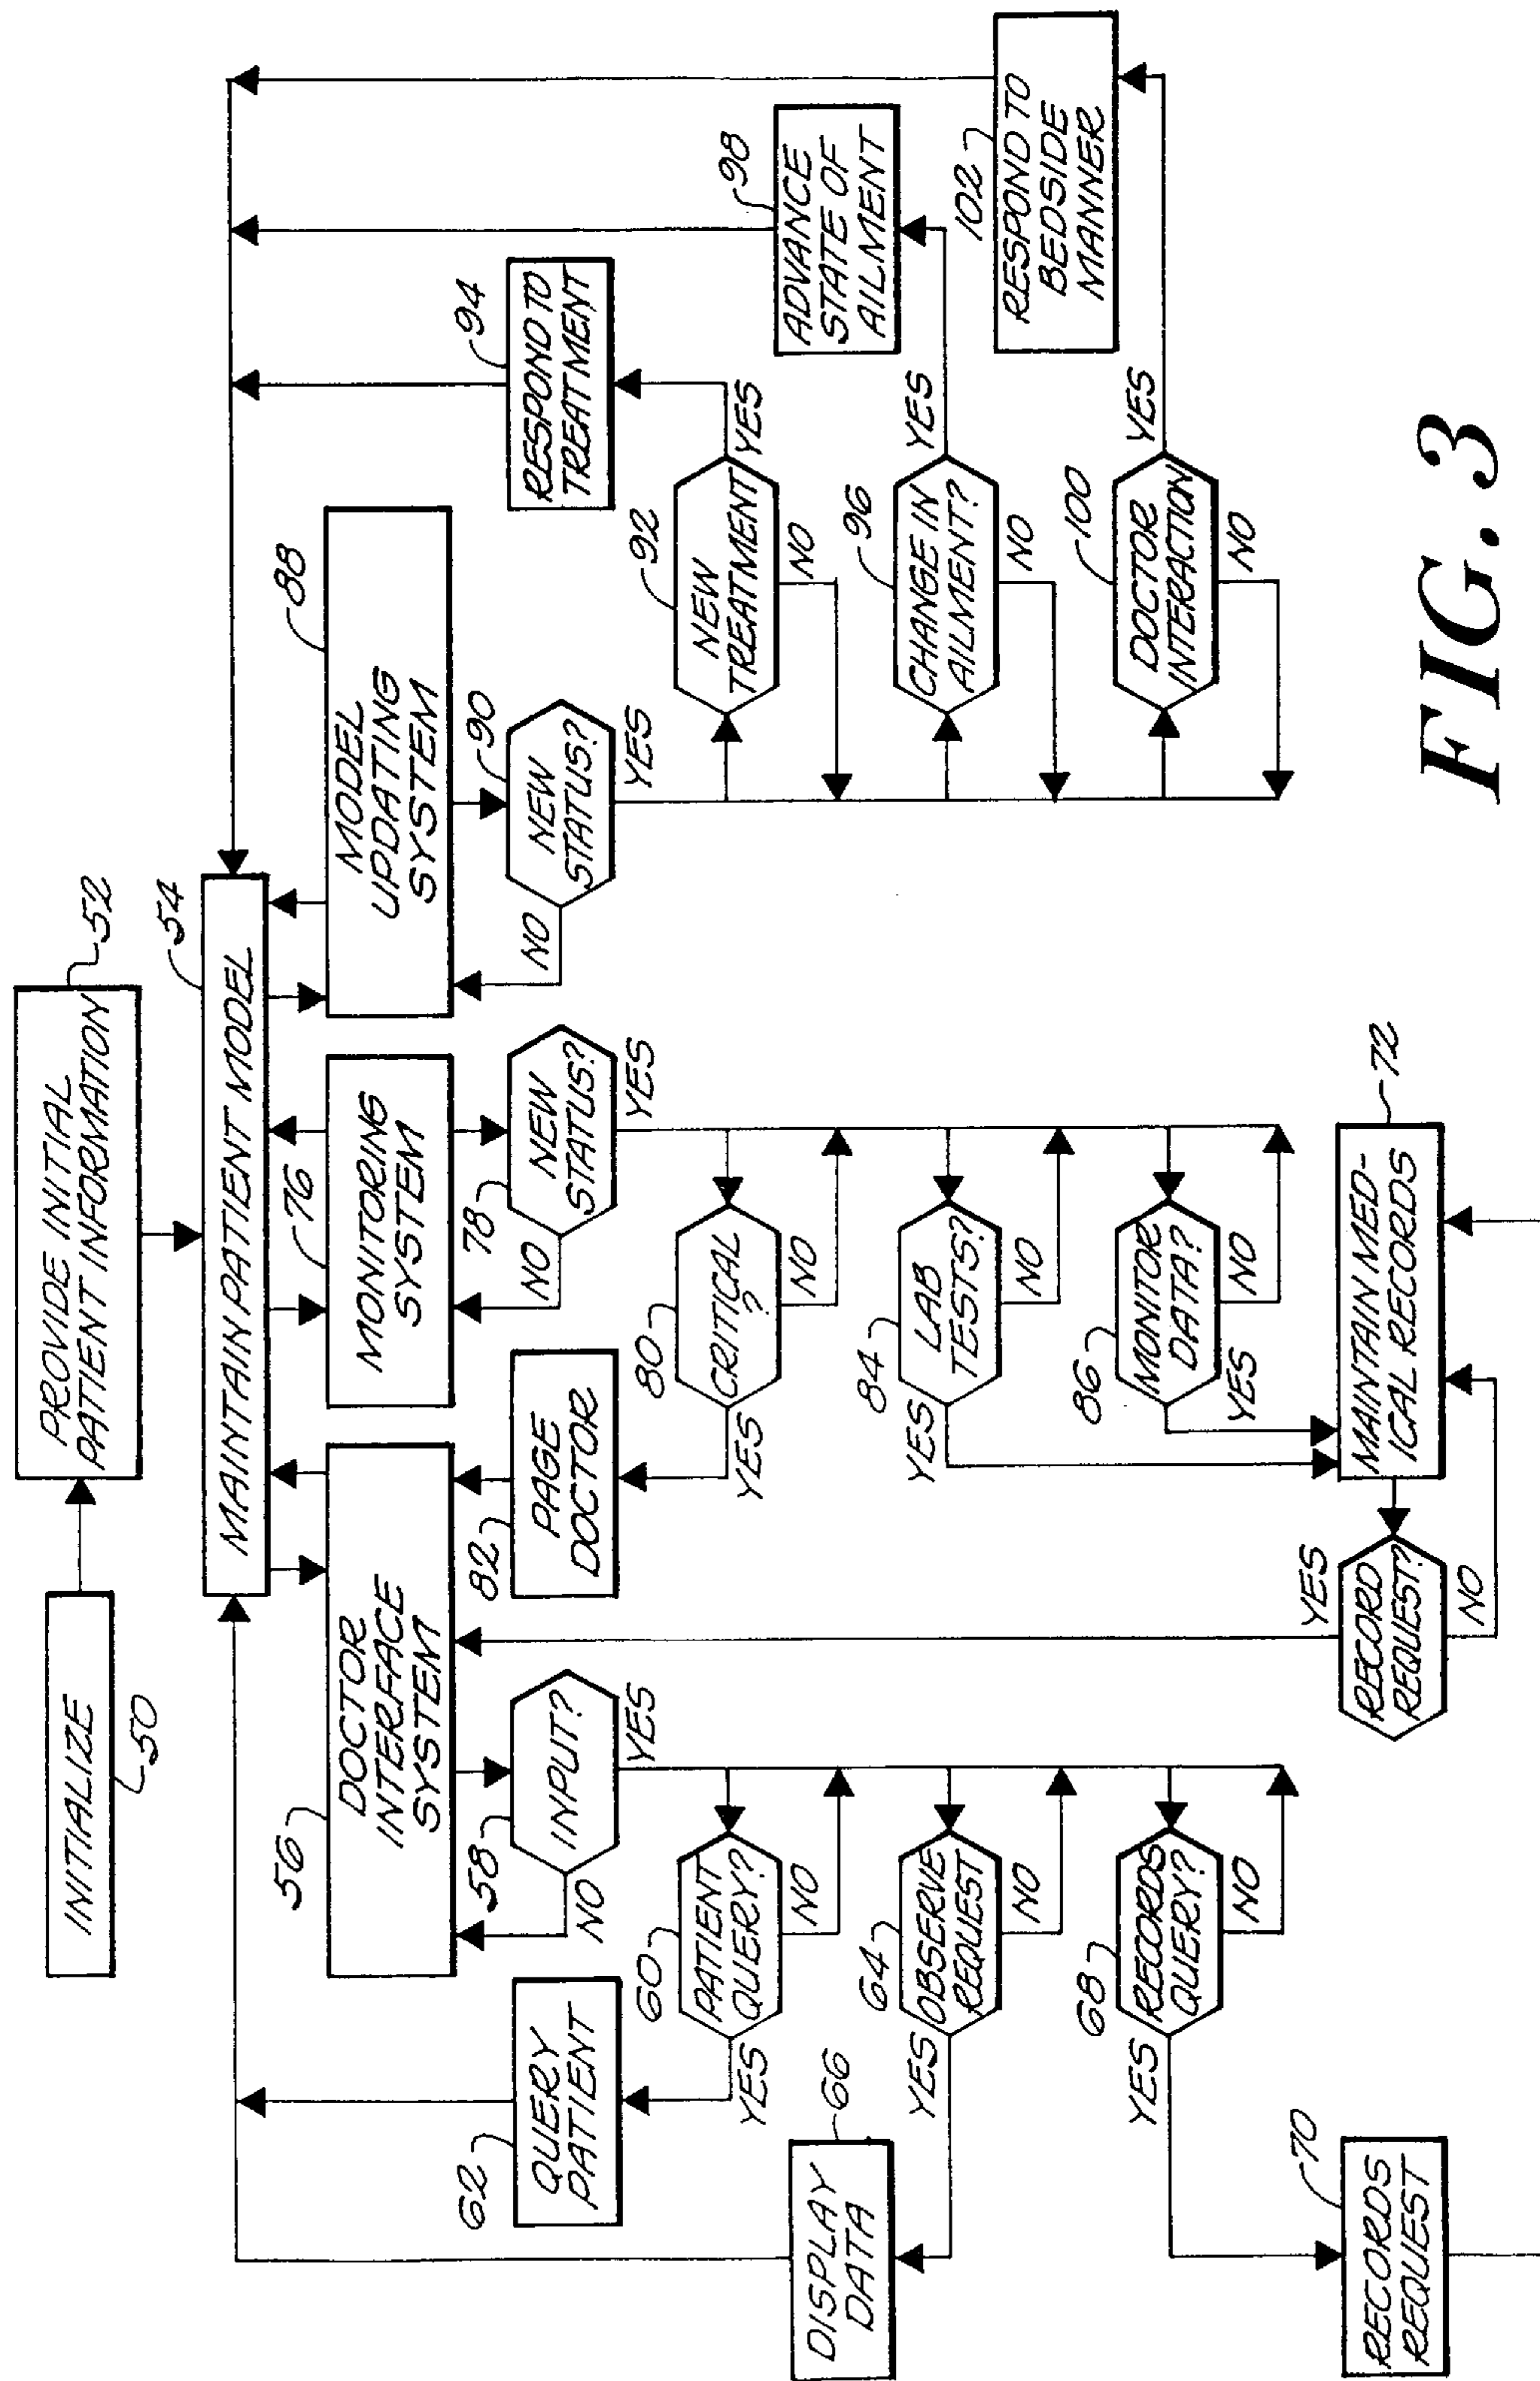 INITIALIZE
50
PROVIDE INITIAL
PATIENT INFORMATION
52
MAINTAIN PATIENT MODEL
54
56
DOCTOR
INTERFACE
SYSTEM
76
MONITORING
SYSTEM
MODEL
UPDATING
SYSTEM
88
62
QUERY
PATIENT
58
INPUT?
NO
YES
82
PAGE
DOCTOR
78
NEW
STATUS?
NO
YES
90
NEW
STATUS?
NO
YES
RESPOND TO
TREATMENT
94
60
PATIENT
QUERY?
YES
NO
80
CRITICAL
?
YES
NO
92
NEW
TREATMENT
YES
NO
DISPLAY
DATA
66
64
OBSERVE
REQUEST
YES
NO
84
LAB
TESTS?
YES
NO
96
CHANGE IN
AILMENT?
YES
NO
ADVANCE
STATE OF
AILMENT
98
68
RECORDS
QUERY?
YES
NO
86
MONITOR
DATA?
YES
NO
100
DOCTOR
INTERACTION
YES
NO
102
RESPOND TO
BEDSIDE
MANNER
RECORDS
REQUEST
70
RECORD
REQUEST?
YES
NO
MAINTAIN MED-
ICAL RECORDS
72
FIG. 3